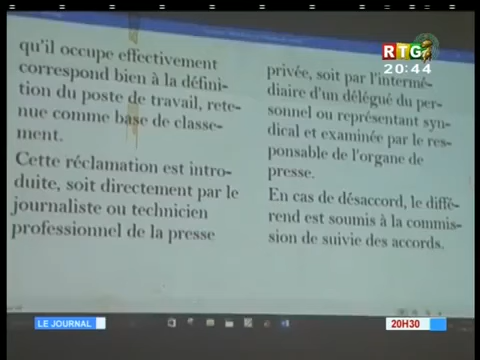 RTG
20:44
qu'il occupe effectivement
correspond bien à la défini-
tion du poste de travail, rete-
nue comme base de classe-
ment.
Cette réclamation est intro-
duite, soit directement par le
journaliste ou technicien
professionnel de la presse
privée, soit par l'intermé-
diaire d'un délégué du per-
sonnel ou représentant syn-
dical et examinée par le res-
ponsable de l'organe de
presse.
En cas de désaccord, le diffé-
rend est soumis à la commis-
sion de suivie des accords.
LE JOURNAL
20H30